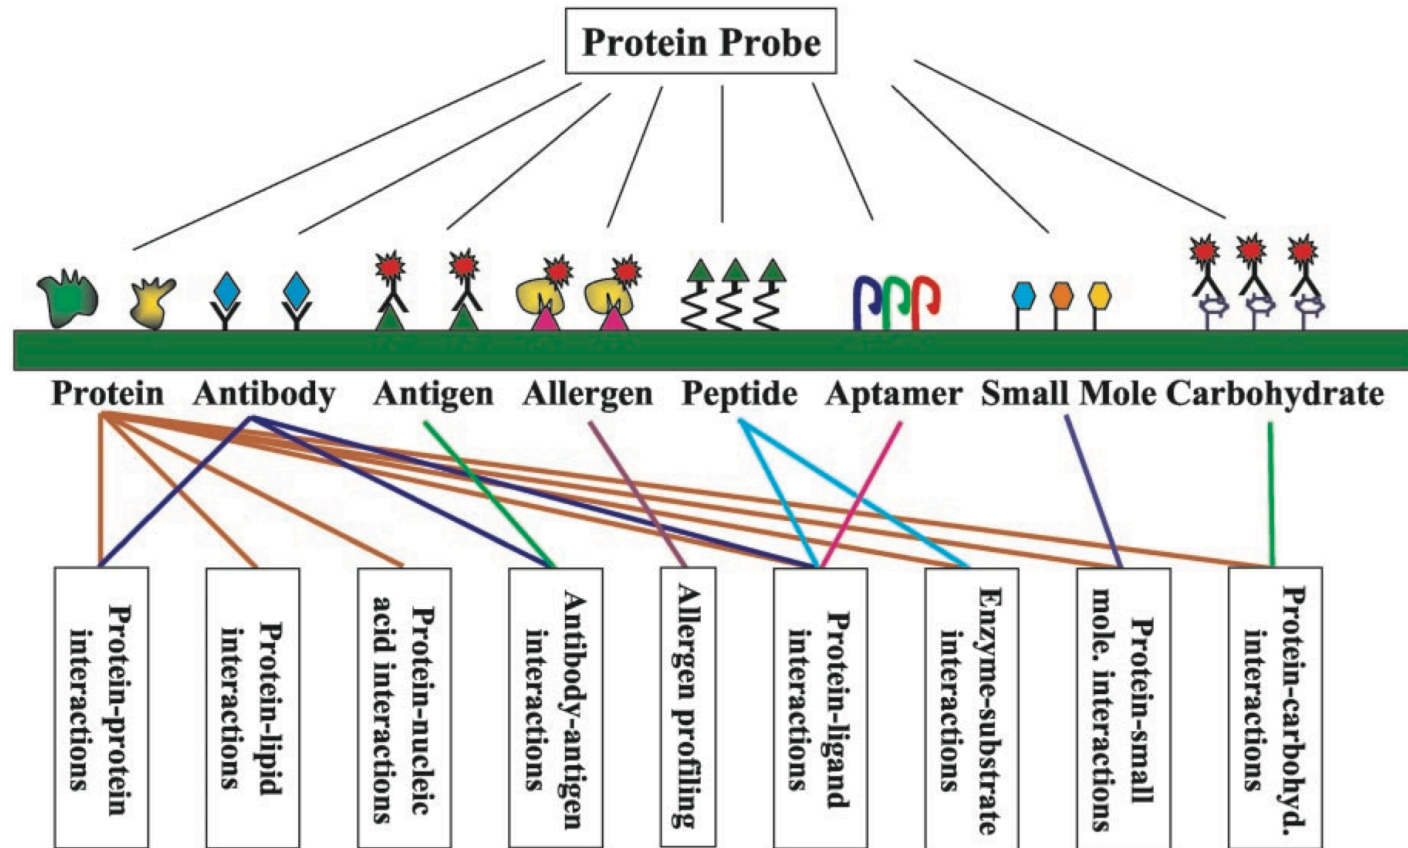 Protein Probe
Protein
Antibody
Antigen
Allergen
Peptide
Aptamer
Small Mole
Carbohydrate
Protein-protein
interactions
Protein-lipid
interactions
Protein-nucleic
acid interactions
Antibody-antigen
interactions
Allergen profiling
Protein-ligand
interactions
Enzyme-substrate
interactions
Protein-small
mole. interactions
Protein-carbohyd.
interactions